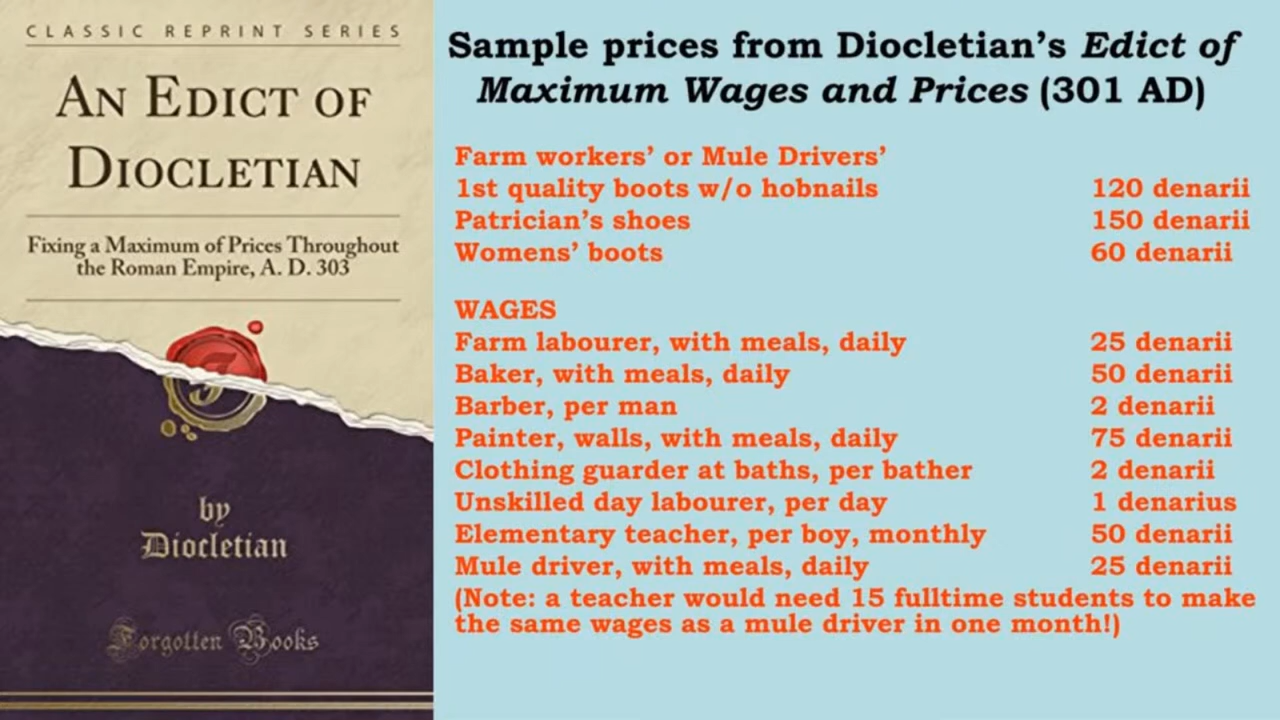 CLASSIC REPRINT SERIES
AN EDICT OF
DIOCLETIAN
Fixing a Maximum of Prices Throughout
the Roman Empire, A. D. 303
by
Diocletian
Forgotten Books
Sample prices from Diocletian's Edict of
Maximum Wages and Prices (301 AD)
Farm workers' or Mule Drivers'
1st quality boots w/o hobnails 120 denarii
Patrician's shoes 150 denarii
Womens' boots 60 denarii
WAGES
Farm labourer, with meals, daily 25 denarii
Baker, with meals, daily 50 denarii
Barber, per man 2 denarii
Painter, walls, with meals, daily 75 denarii
Clothing guarder at baths, per bather 2 denarii
Unskilled day labourer, per day 1 denarius
Elementary teacher, per boy, monthly 50 denarii
Mule driver, with meals, daily 25 denarii
(Note: a teacher would need 15 fulltime students to make
the same wages as a mule driver in one month!)